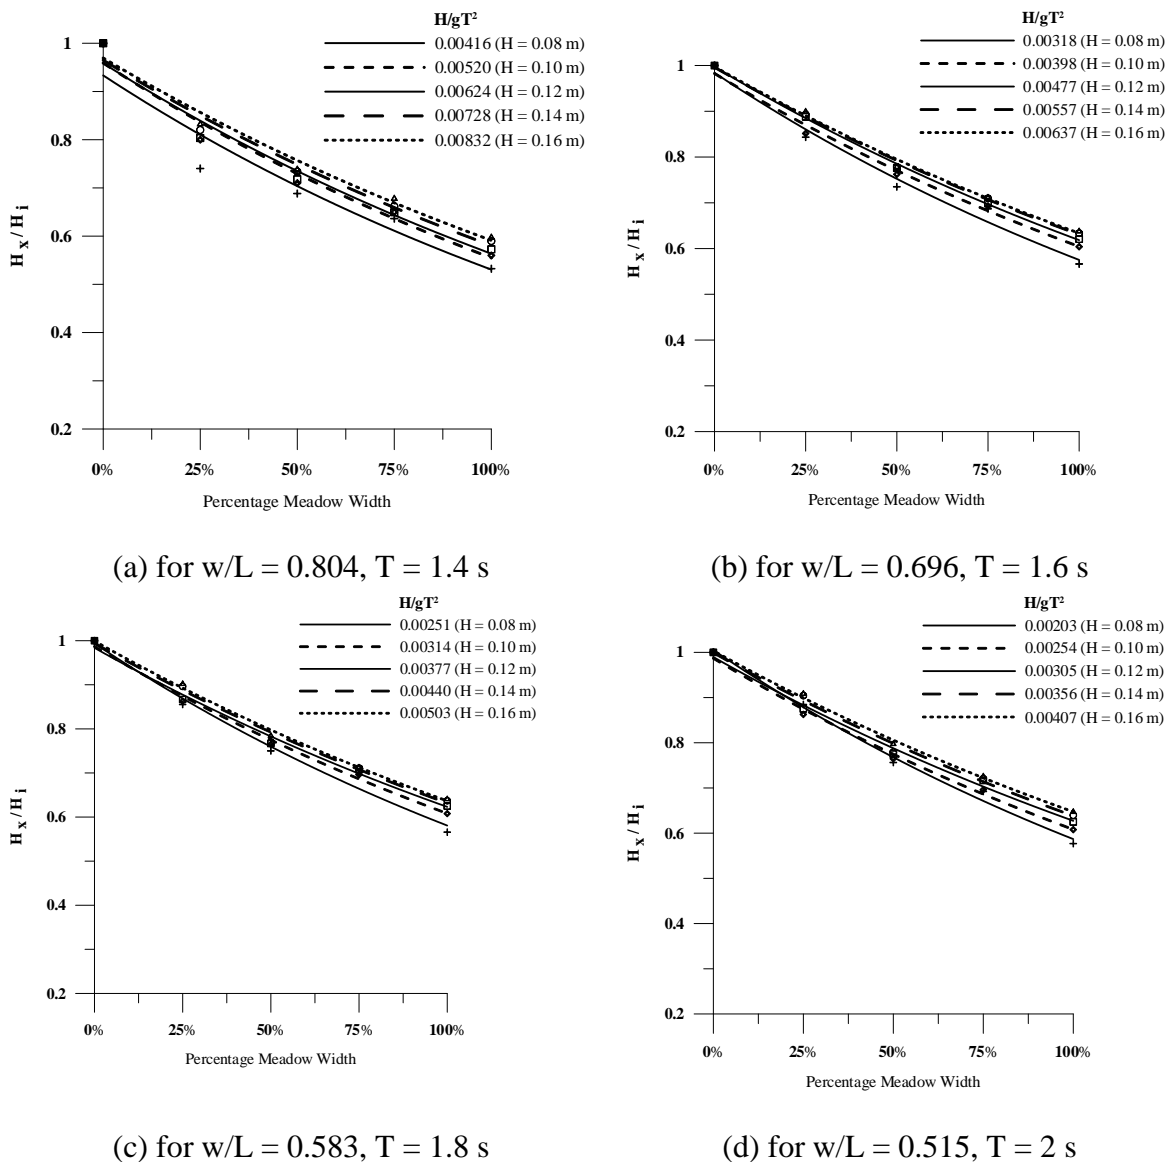 H/gT²
0.00416 (H = 0.08 m)
0.00520 (H = 0.10 m)
0.00624 (H = 0.12 m)
0.00728 (H = 0.14 m)
0.00832 (H = 0.16 m)
1
0.8
0.6
0.4
0.2
H x / H i
0% 25% 50% 75% 100%
Percentage Meadow Width
(a) for w/L = 0.804, T = 1.4 s
H/gT²
0.00318 (H = 0.08 m)
0.00398 (H = 0.10 m)
0.00477 (H = 0.12 m)
0.00557 (H = 0.14 m)
0.00637 (H = 0.16 m)
1
0.8
0.6
0.4
0.2
H x / H i
0% 25% 50% 75% 100%
Percentage Meadow Width
(b) for w/L = 0.696, T = 1.6 s
H/gT²
0.00251 (H = 0.08 m)
0.00314 (H = 0.10 m)
0.00377 (H = 0.12 m)
0.00440 (H = 0.14 m)
0.00503 (H = 0.16 m)
1
0.8
0.6
0.4
0.2
H x / H i
0% 25% 50% 75% 100%
Percentage Meadow Width
(c) for w/L = 0.583, T = 1.8 s
H/gT²
0.00203 (H = 0.08 m)
0.00254 (H = 0.10 m)
0.00305 (H = 0.12 m)
0.00356 (H = 0.14 m)
0.00407 (H = 0.16 m)
1
0.8
0.6
0.4
0.2
H x / H i
0% 25% 50% 75% 100%
Percentage Meadow Width
(d) for w/L = 0.515, T = 2 s